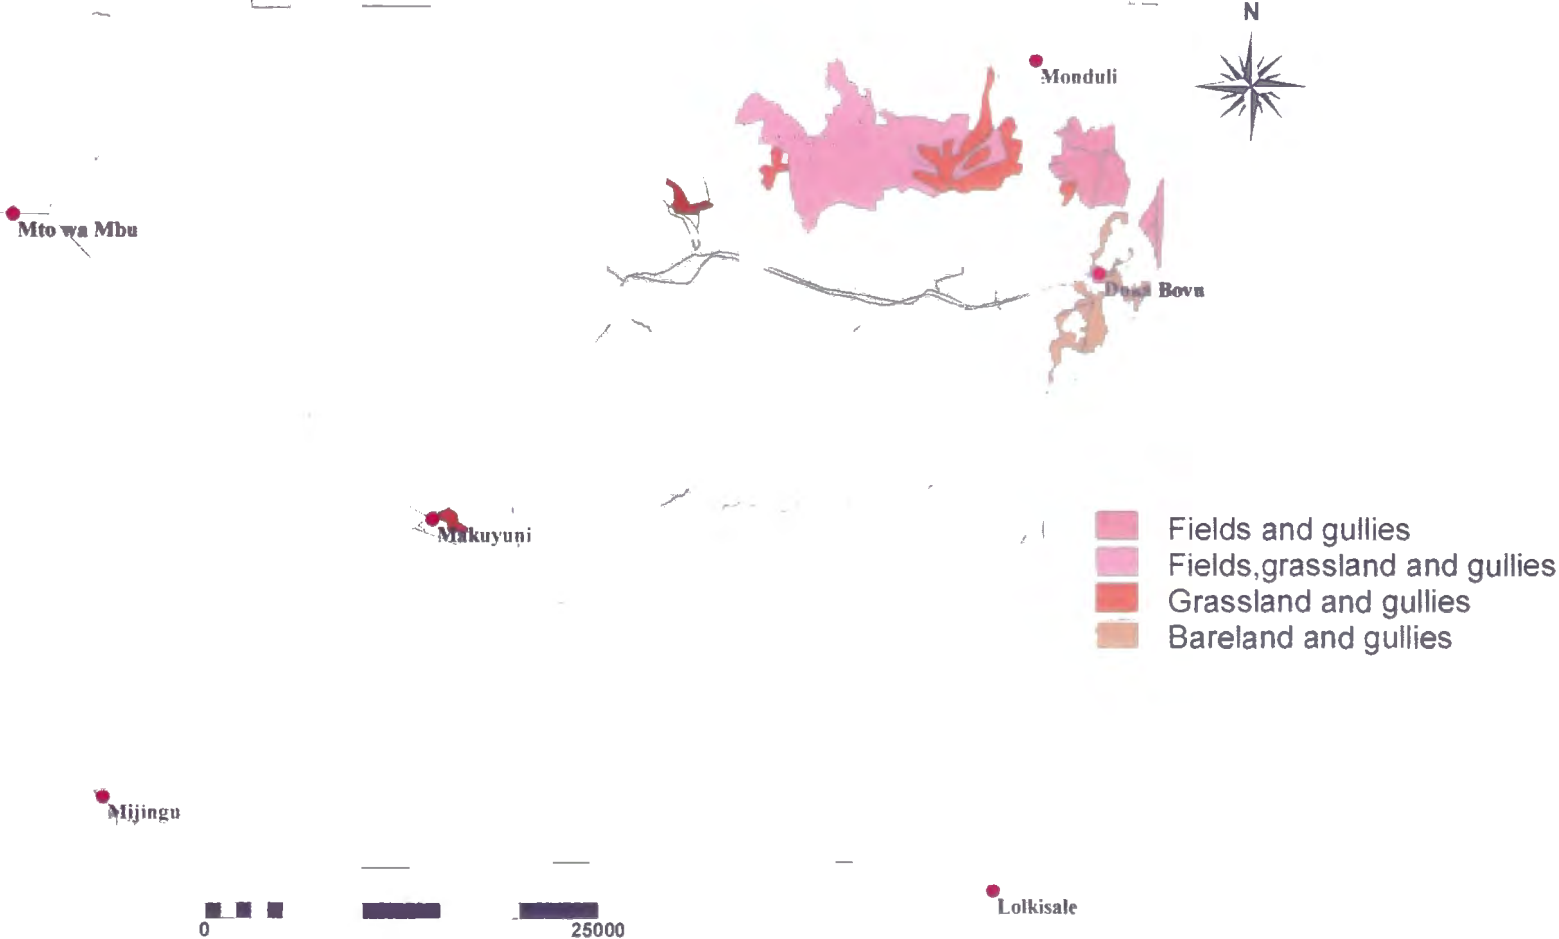 N
Monduli
Mto wa Mbu
Bovu
Makuyuni
Fields and gullies
Fields,grassland and gullies
Grassland and gullies
Bareland and gullies
Mijingu
Lolkisale
0 25000